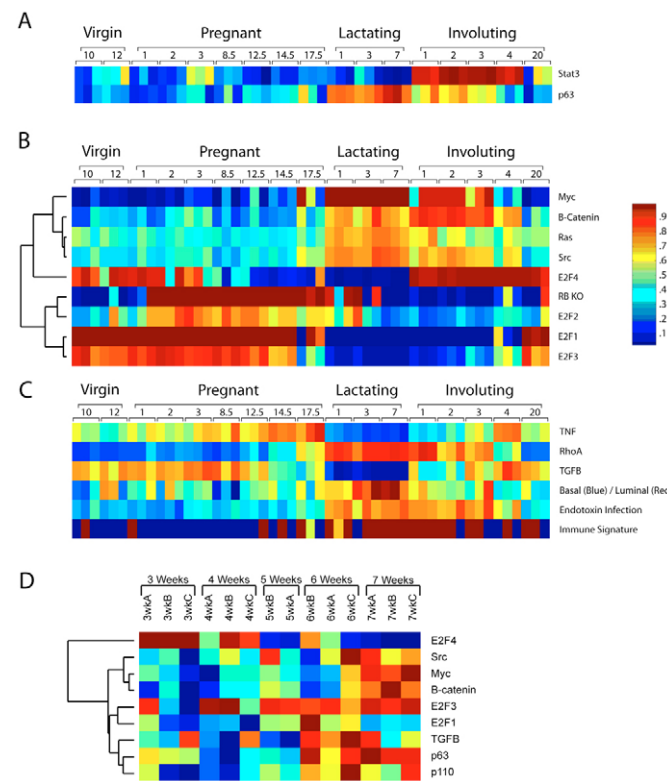 A
Virgin Pregnant Lactating Involuting
10 12 1 2 3 8.5 12.5 14.5 17.5 1 3 7 1 2 3 4 20
Stat3
p63
B
Virgin Pregnant Lactating Involuting
10 12 1 2 3 8.5 12.5 14.5 17.5 1 3 7 1 2 3 4 20
Myc
B-Catenin
Ras
Src
E2F4
RB KO
E2F2
E2F1
E2F3
.9
.8
.7
.6
.5
.4
.3
.2
.1
C
Virgin Pregnant Lactating Involuting
10 12 1 2 3 8.5 12.5 14.5 17.5 1 3 7 1 2 3 4 20
TNF
RhoA
TGFB
Basal (Blue) / Luminal (Red
Endotoxin Infection
Immune Signature
D
3 Weeks 4 Weeks 5 Weeks 6 Weeks 7 Weeks
3wkA 3wkB 3wkC 4wkA 4wkB 4wkC 5wkB 5wkA 6wkB 6wkA 6wkC 7wkA 7wkB 7wkC
E2F4
Src
Myc
B-catenin
E2F3
E2F1
TGFB
p63
p110